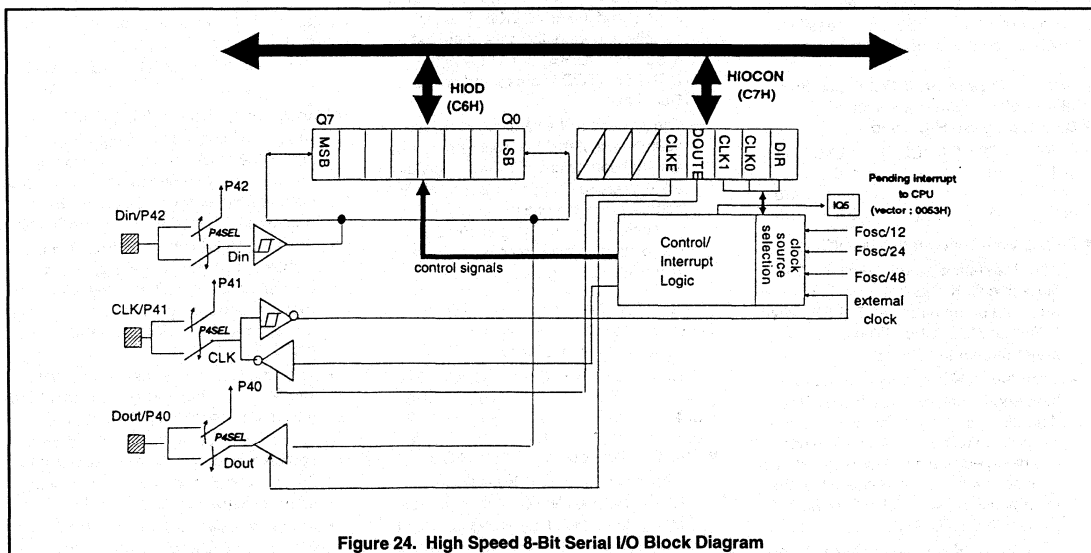 HIOD
(C6H)
HIOCON
(C7H)
Q7
Q0
MSB
LSB
CLKE
DOUTE
CLK1
CLK0
DIR
Pending interrupt
to CPU
(vector : 0053H)
IQ5
P42
Din/P42
P4SEL
Din
control signals
Control/
Interrupt
Logic
clock
source
selection
Fosc/12
Fosc/24
Fosc/48
external
clock
P41
CLK/P41
P4SEL
CLK
P40
Dout/P40
P4SEL
Dout
Figure 24. High Speed 8-Bit Serial I/O Block Diagram